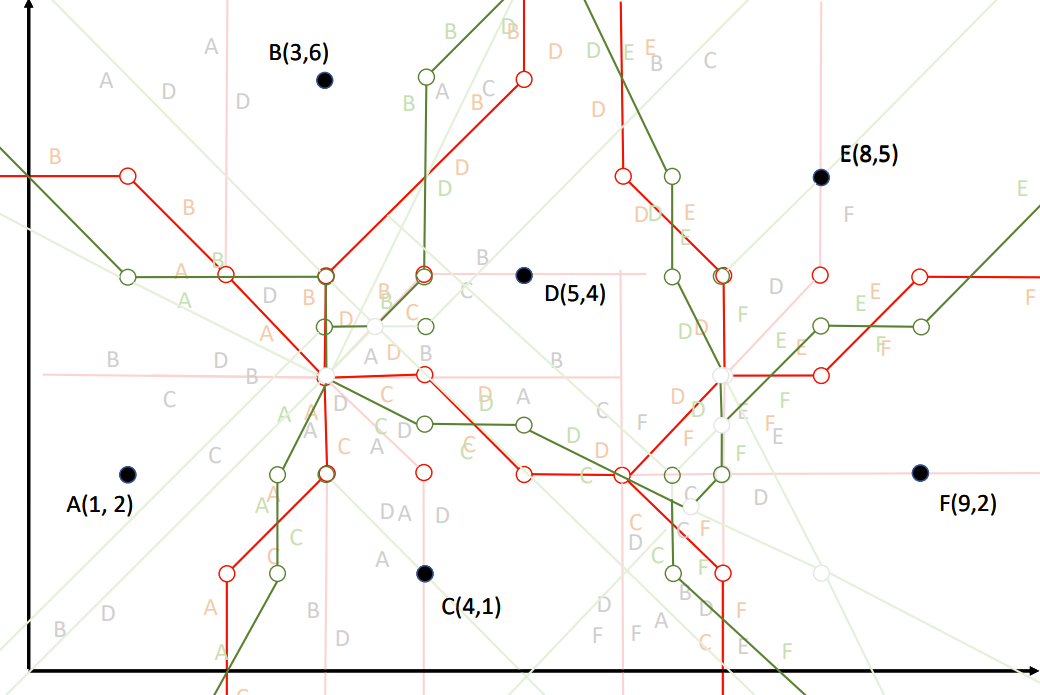 B D B D E E
A B D B C
A D D B A C
B(3,6)
B D
E(8,5)
B D D E
B D D E F
A B B
A D B B C C D(5,4) D F E E F
A D D D E E F F
B D B D A B B
C D C A D C F D D E F F
A A A C C D C D F E
C A C C D F
A(1, 2) A A D A D C C D F(9,2)
C C A D C C F
C(4,1)
A B D B D A F
B D A D C E F
C